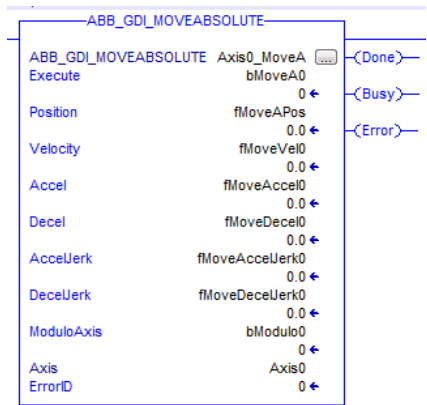 ABB_GDI_MOVEABSOLUTE
ABB_GDI_MOVEABSOLUTE Axis0_MoveA ... (Done)
Execute bMoveA0
0 (Busy)
Position fMoveAPos
0.0 (Error)
Velocity fMoveVel0
0.0
Accel fMoveAccel0
0.0
Decel fMoveDecel0
0.0
AccelJerk fMoveAccelJerk0
0.0
DecelJerk fMoveDecelJerk0
0.0
ModuloAxis bModulo0
0
Axis Axis0
ErrorID 0